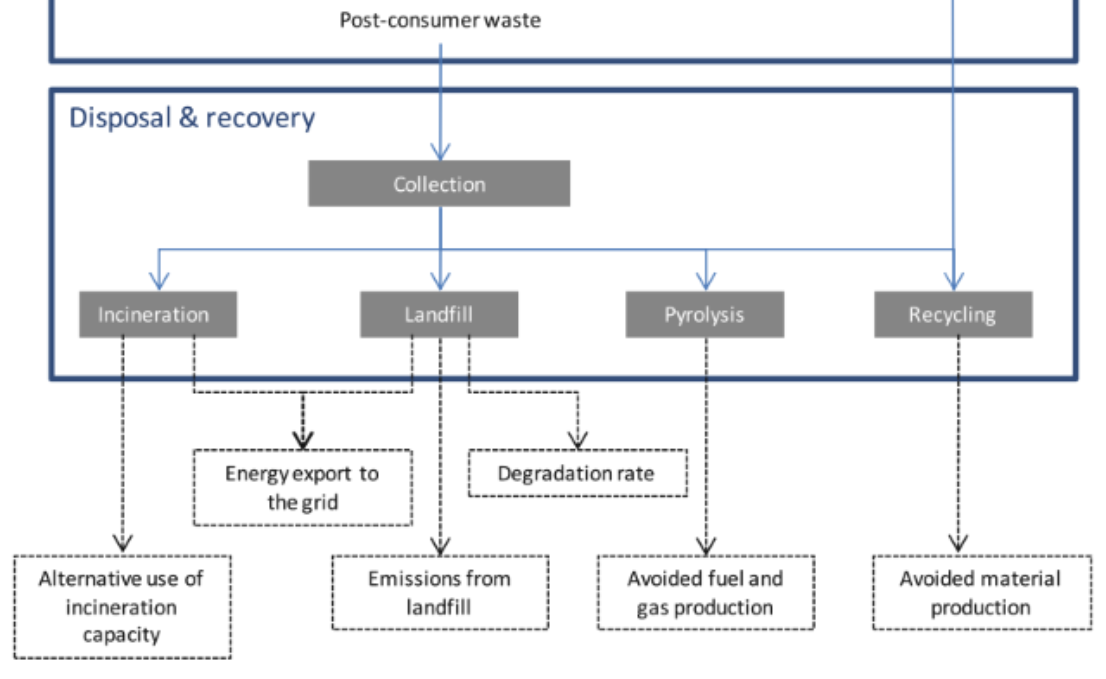 Post-consumer waste
Disposal & recovery
Collection
Incineration
Landfill
Pyrolysis
Recycling
Energy export to
the grid
Degradation rate
Alternative use of
incineration
capacity
Emissions from
landfill
Avoided fuel and
gas production
Avoided material
production